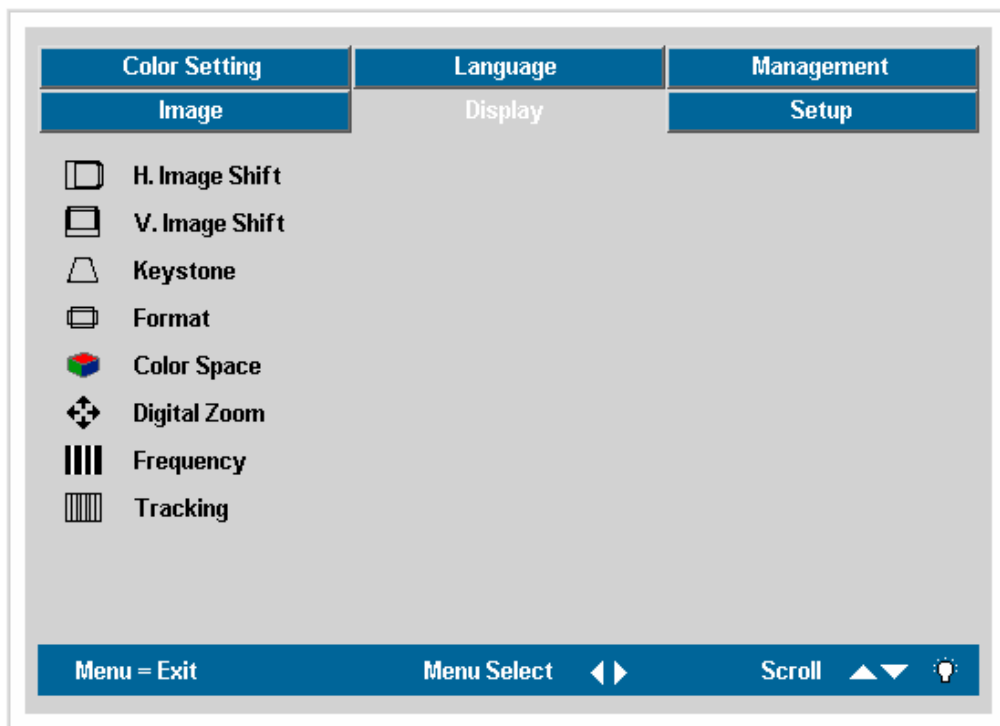 Color Setting Language Management
Image Display Setup
H. Image Shift
V. Image Shift
Keystone
Format
Color Space
Digital Zoom
Frequency
Tracking
Menu = Exit Menu Select Scroll